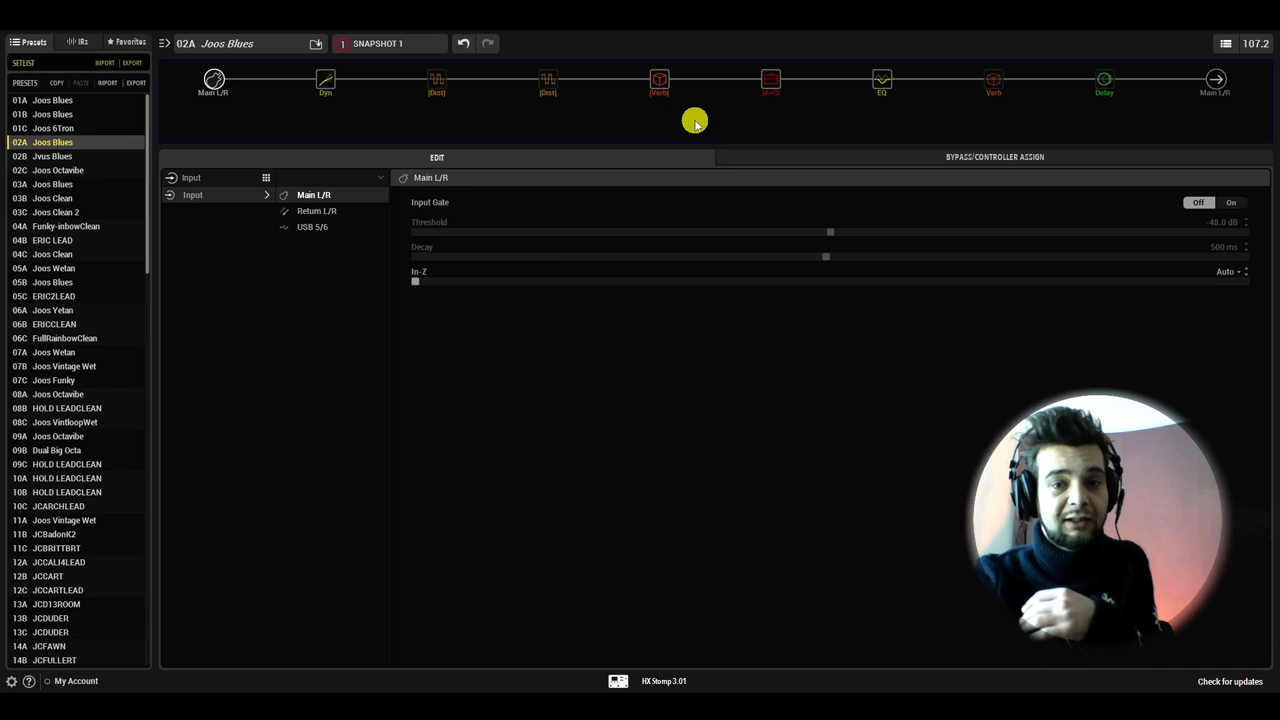 Presets IRs Favorites 02A Joos Blues 1 SNAPSHOT 1 107.2
SETLIST IMPORT EXPORT
PRESETS COPY PASTE IMPORT EXPORT
Main L/R Dyn |Dist| |Dist| |Verb| |A+C| EQ Verb Delay Main L/R
01A Joos Blues
01B Joos Blues
01C Joos 6Tron
02A Joos Blues
02B Jvus Blues
02C Joos Octavibe
03A Joos Blues
03B Joos Clean
03C Joos Clean 2
04A Funky-inbowClean
04B ERIC LEAD
04C Joos Clean
05A Joos Wetan
05B Joos Blues
05C ERIC2LEAD
06A Joos Yetan
06B ERICCLEAN
06C FullRainbowClean
07A Joos Wetan
07B Joos Vintage Wet
07C Joos Funky
08A Joos Octavibe
08B HOLD LEADCLEAN
08C Joos VintloopWet
09A Joos Octavibe
09B Dual Big Octa
09C HOLD LEADCLEAN
10A HOLD LEADCLEAN
10B HOLD LEADCLEAN
10C JCARCHLEAD
11A Joos Vintage Wet
11B JCBadonK2
11C JCBRITTBRT
12A JCCALI4LEAD
12B JCCART
12C JCCARTLEAD
13A JCD13ROOM
13B JCDUDER
13C JCDUDER
14A JCFAWN
14B JCFULLERT
EDIT BYPASS/CONTROLLER ASSIGN
Input
Input Main L/R
Return L/R
USB 5/6
Main L/R
Input Gate Off On
Threshold -48.0 dB
Decay 500 ms
In-Z Auto
My Account HX Stomp 3.01 Check for updates